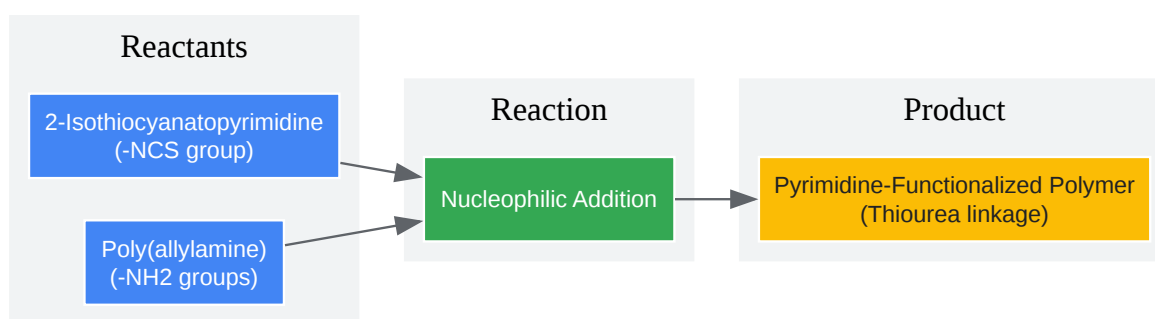 Reactants
2-Isothiocyanatopyrimidine
(-NCS group)
Poly(allylamine)
(-NH2 groups)
Reaction
Nucleophilic Addition
Product
Pyrimidine-Functionalized Polymer
(Thiourea linkage)